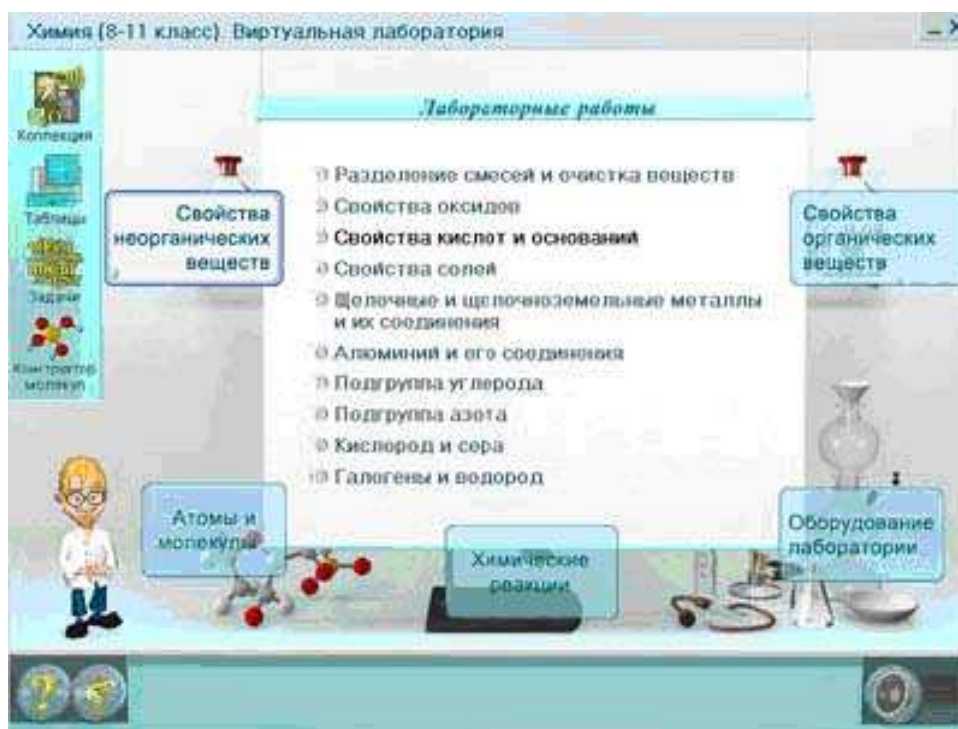 Химия (8-11 класс). Виртуальная лаборатория
Лабораторные работы
Коллекция
Таблицы
Задачи
Конструктор
молекул
Свойства
неорганических
веществ
Разделение смесей и очистка веществ
Свойства оксидов
Свойства кислот и оснований
Свойства солей
Щелочные и щелочноземельные металлы
и их соединения
Алюминий и его соединения
Подгруппа углерода
Подгруппа азота
Кислород и сера
Галогены и водород
Свойства
органических
веществ
Атомы и
молекулы
Химические
реакции
Оборудование
лаборатории
?